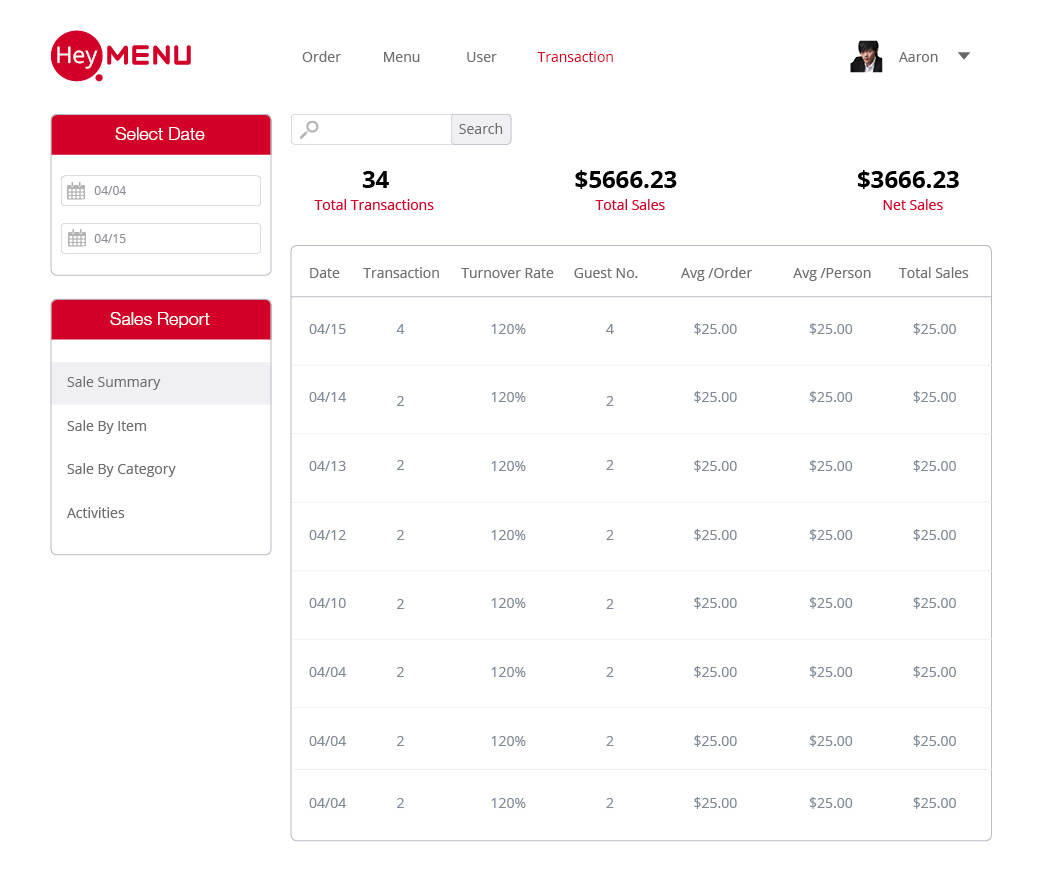 Hey MENU
Order Menu User Transaction
Aaron
Select Date
04/04
04/15
Sales Report
Sale Summary
Sale By Item
Sale By Category
Activities
Search
34 $5666.23 $3666.23
Total Transactions Total Sales Net Sales
Date Transaction Turnover Rate Guest No. Avg /Order Avg /Person Total Sales
04/15 4 120% 4 $25.00 $25.00 $25.00
04/14 2 120% 2 $25.00 $25.00 $25.00
04/13 2 120% 2 $25.00 $25.00 $25.00
04/12 2 120% 2 $25.00 $25.00 $25.00
04/10 2 120% 2 $25.00 $25.00 $25.00
04/04 2 120% 2 $25.00 $25.00 $25.00
04/04 2 120% 2 $25.00 $25.00 $25.00
04/04 2 120% 2 $25.00 $25.00 $25.00